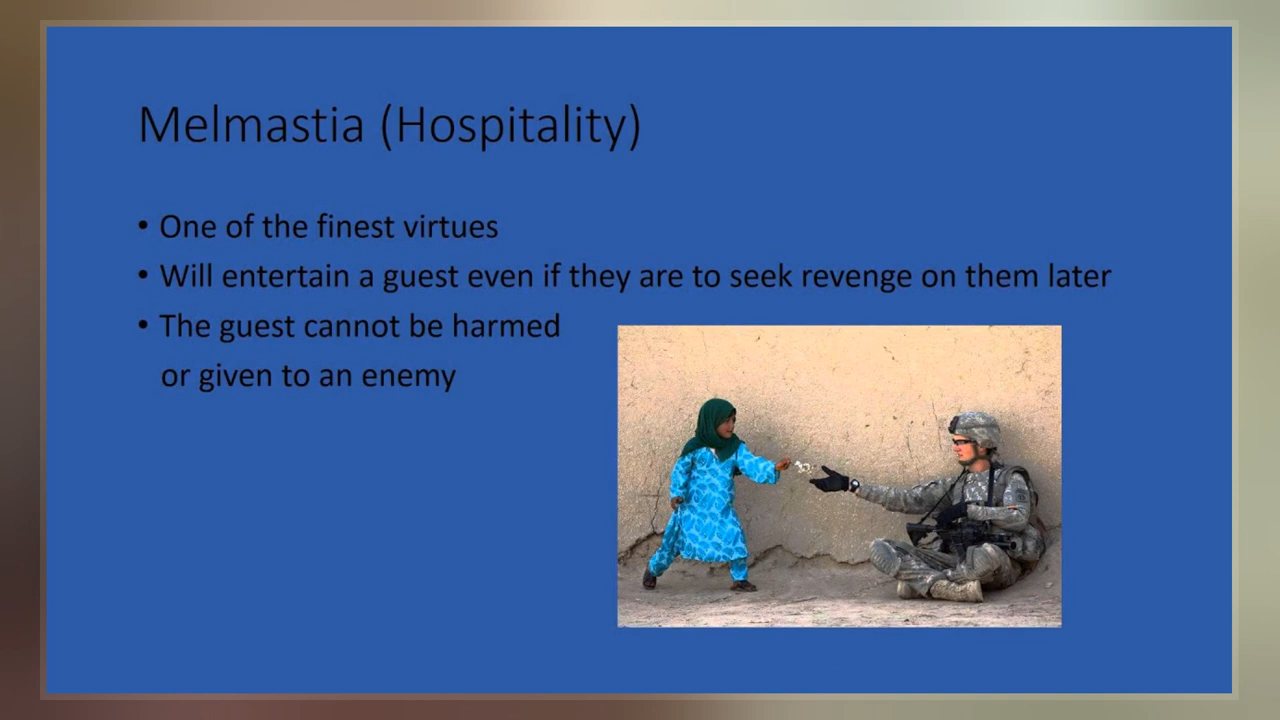 Melmastia (Hospitality)
• One of the finest virtues
• Will entertain a guest even if they are to seek revenge on them later
• The guest cannot be harmed
or given to an enemy